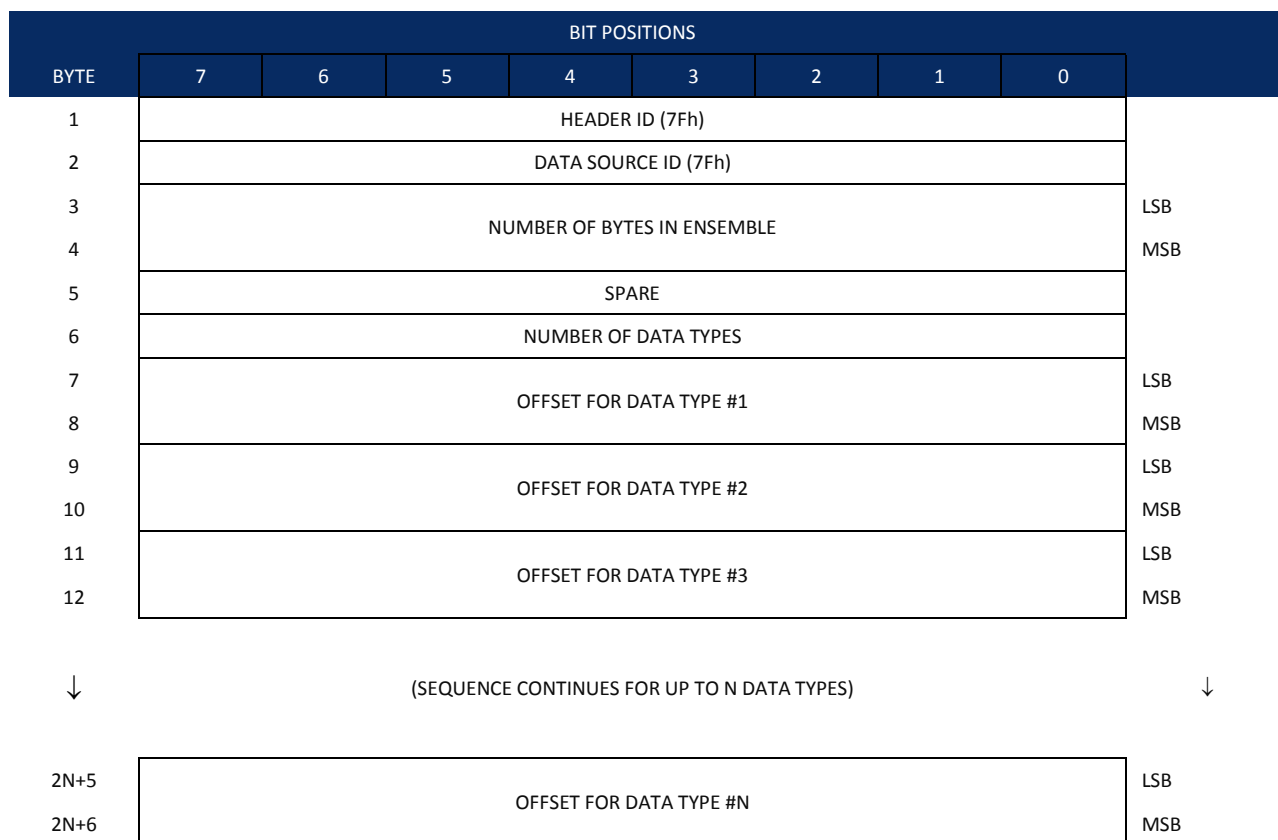 BIT POSITIONS
BYTE 7 6 5 4 3 2 1 0
1 HEADER ID (7Fh)
2 DATA SOURCE ID (7Fh)
3 LSB
NUMBER OF BYTES IN ENSEMBLE
4 MSB
5 SPARE
6 NUMBER OF DATA TYPES
7 LSB
OFFSET FOR DATA TYPE #1
8 MSB
9 LSB
OFFSET FOR DATA TYPE #2
10 MSB
11 LSB
OFFSET FOR DATA TYPE #3
12 MSB
↓ (SEQUENCE CONTINUES FOR UP TO N DATA TYPES) ↓
2N+5 LSB
OFFSET FOR DATA TYPE #N
2N+6 MSB